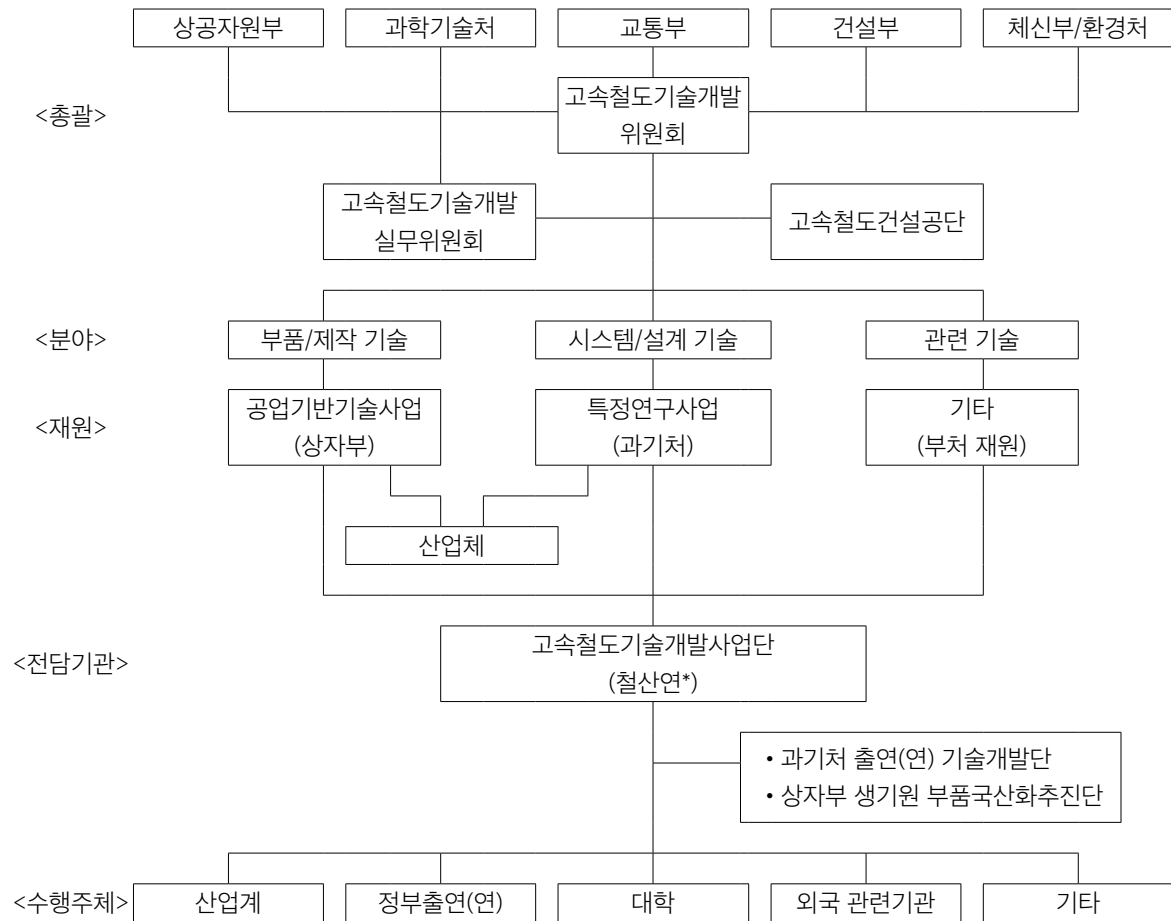 상공자원부
과학기술처
교통부
건설부
체신부/환경처
<총괄>
고속철도기술개발
위원회
고속철도기술개발
실무위원회
고속철도건설공단
<분야>
부품/제작 기술
시스템/설계 기술
관련 기술
<재원>
공업기반기술사업
(상자부)
특정연구사업
(과기처)
기타
(부처 재원)
산업체
<전담기관>
고속철도기술개발사업단
(철산연*)
• 과기처 출연(연) 기술개발단
• 상자부 생기원 부품국산화추진단
<수행주체>
산업계
정부출연(연)
대학
외국 관련기관
기타